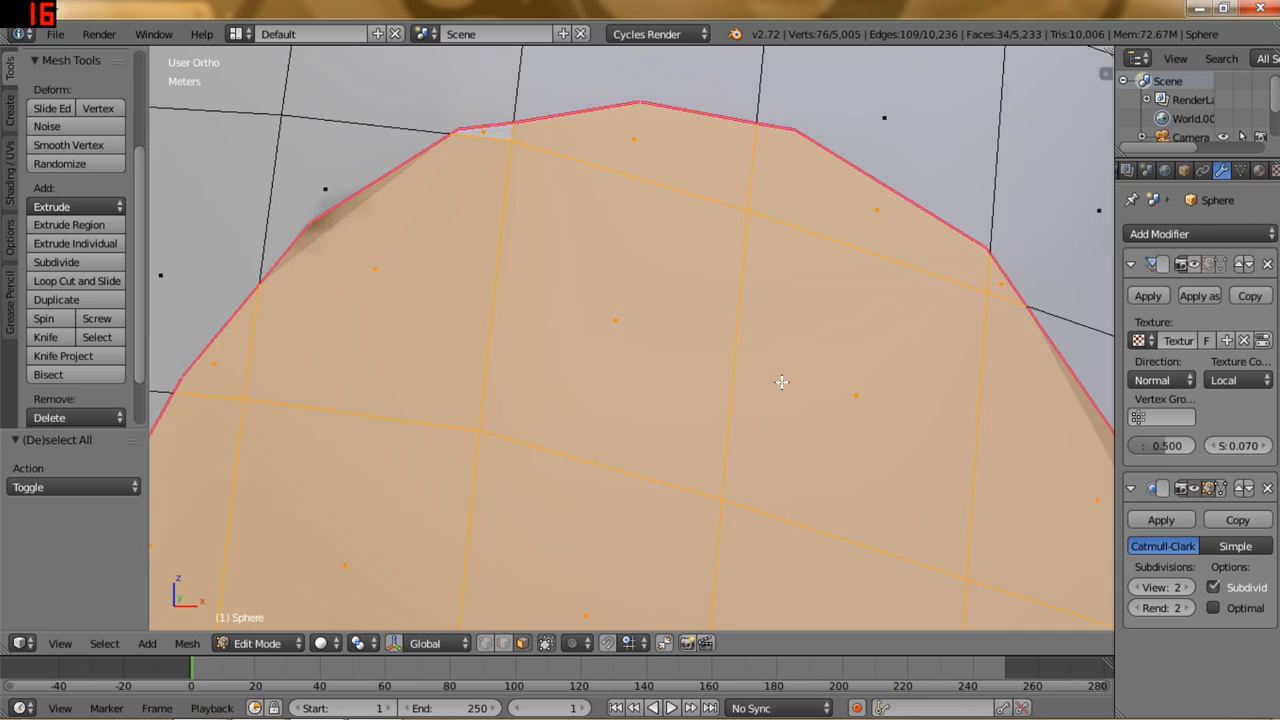 16
File Render Window Help Default Scene Cycles Render v2.72 | Verts:76/5,005 | Edges:109/10,236 | Faces:34/5,233 | Tris:10,006 | Mem:72.67M | Sphere
Tools
Create
Shading / UVs
Options
Grease Pencil
Mesh Tools
Deform:
Slide Ed Vertex
Noise
Smooth Vertex
Randomize
Add:
Extrude
Extrude Region
Extrude Individual
Subdivide
Loop Cut and Slide
Duplicate
Spin Screw
Knife Select
Knife Project
Bisect
Remove:
Delete
(De)select All
Action
Toggle
User Ortho
Meters
z
y
x
(1) Sphere
View Search All S
Scene
RenderLa
World.00
Camera
Sphere
Add Modifier
Apply Apply as Copy
Texture:
Textur F
Direction: Texture Co...
Normal Local
Vertex Gro...
: 0.500 S:0.070
Apply Copy
Catmull-Clark Simple
Subdivisions: Options:
View: 2 Subdivid
Rend: 2 Optimal
View Select Add Mesh Edit Mode Global
-40 -20 0 20 40 60 80 100 120 140 160 180 200 220 240 260 280
View Marker Frame Playback Start: 1 End: 250 1 No Sync